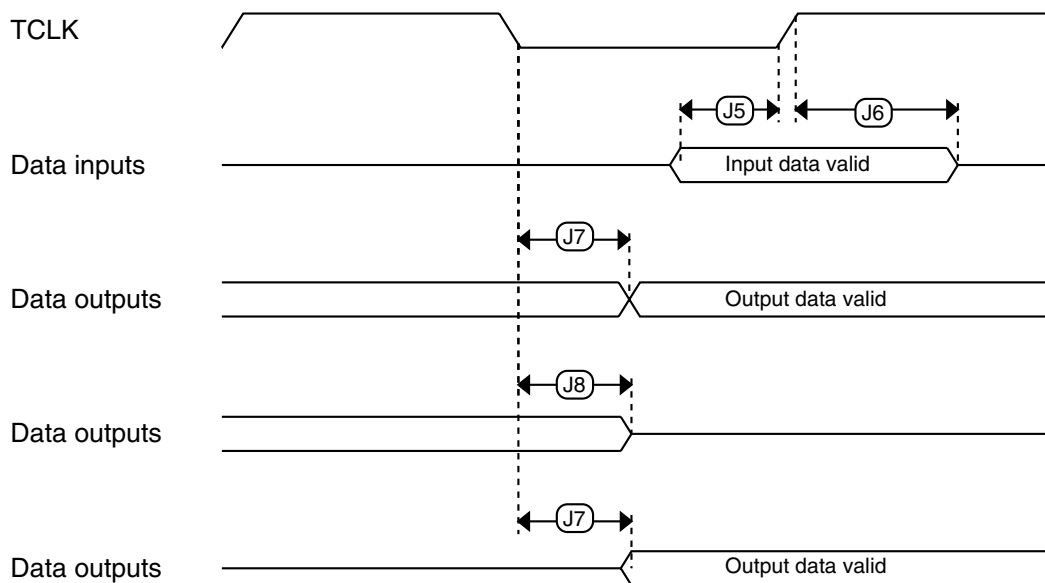 TCLK
J5
J6
Data inputs
Input data valid
J7
Data outputs
Output data valid
J8
Data outputs
J7
Data outputs
Output data valid